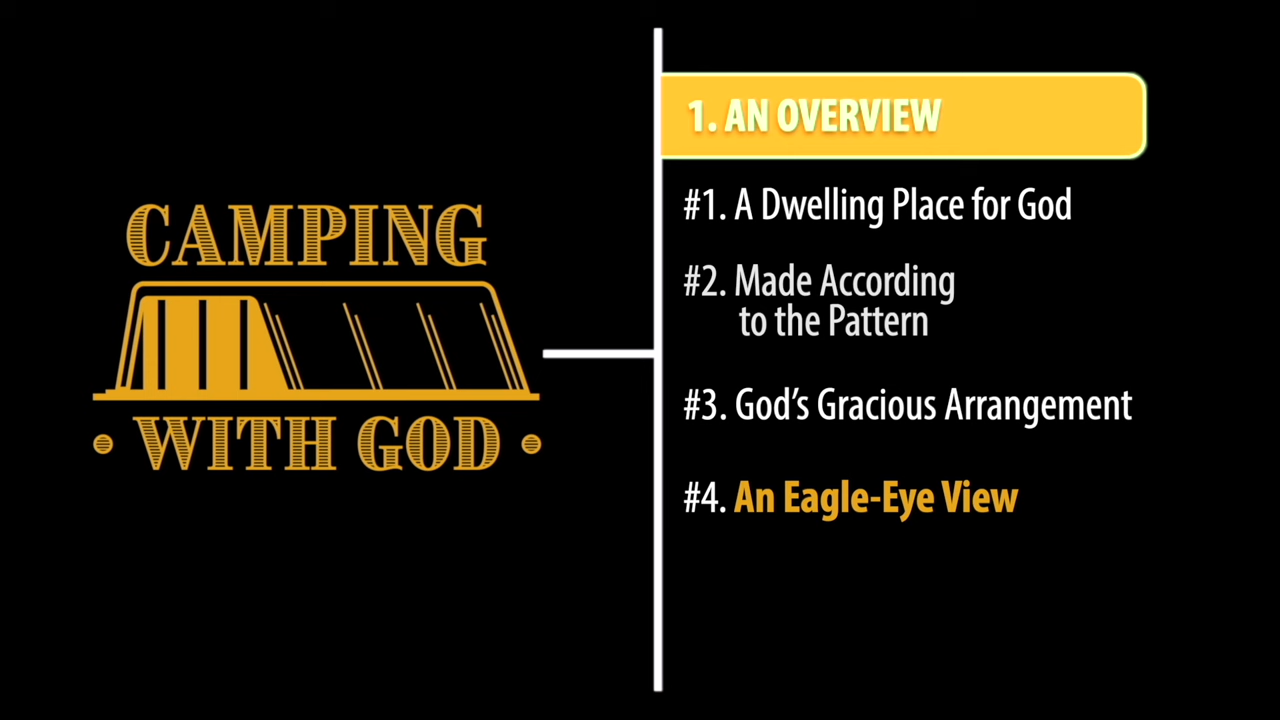 CAMPING
• WITH GOD •
1. AN OVERVIEW
#1. A Dwelling Place for God
#2. Made According
to the Pattern
#3. God’s Gracious Arrangement
#4. An Eagle-Eye View